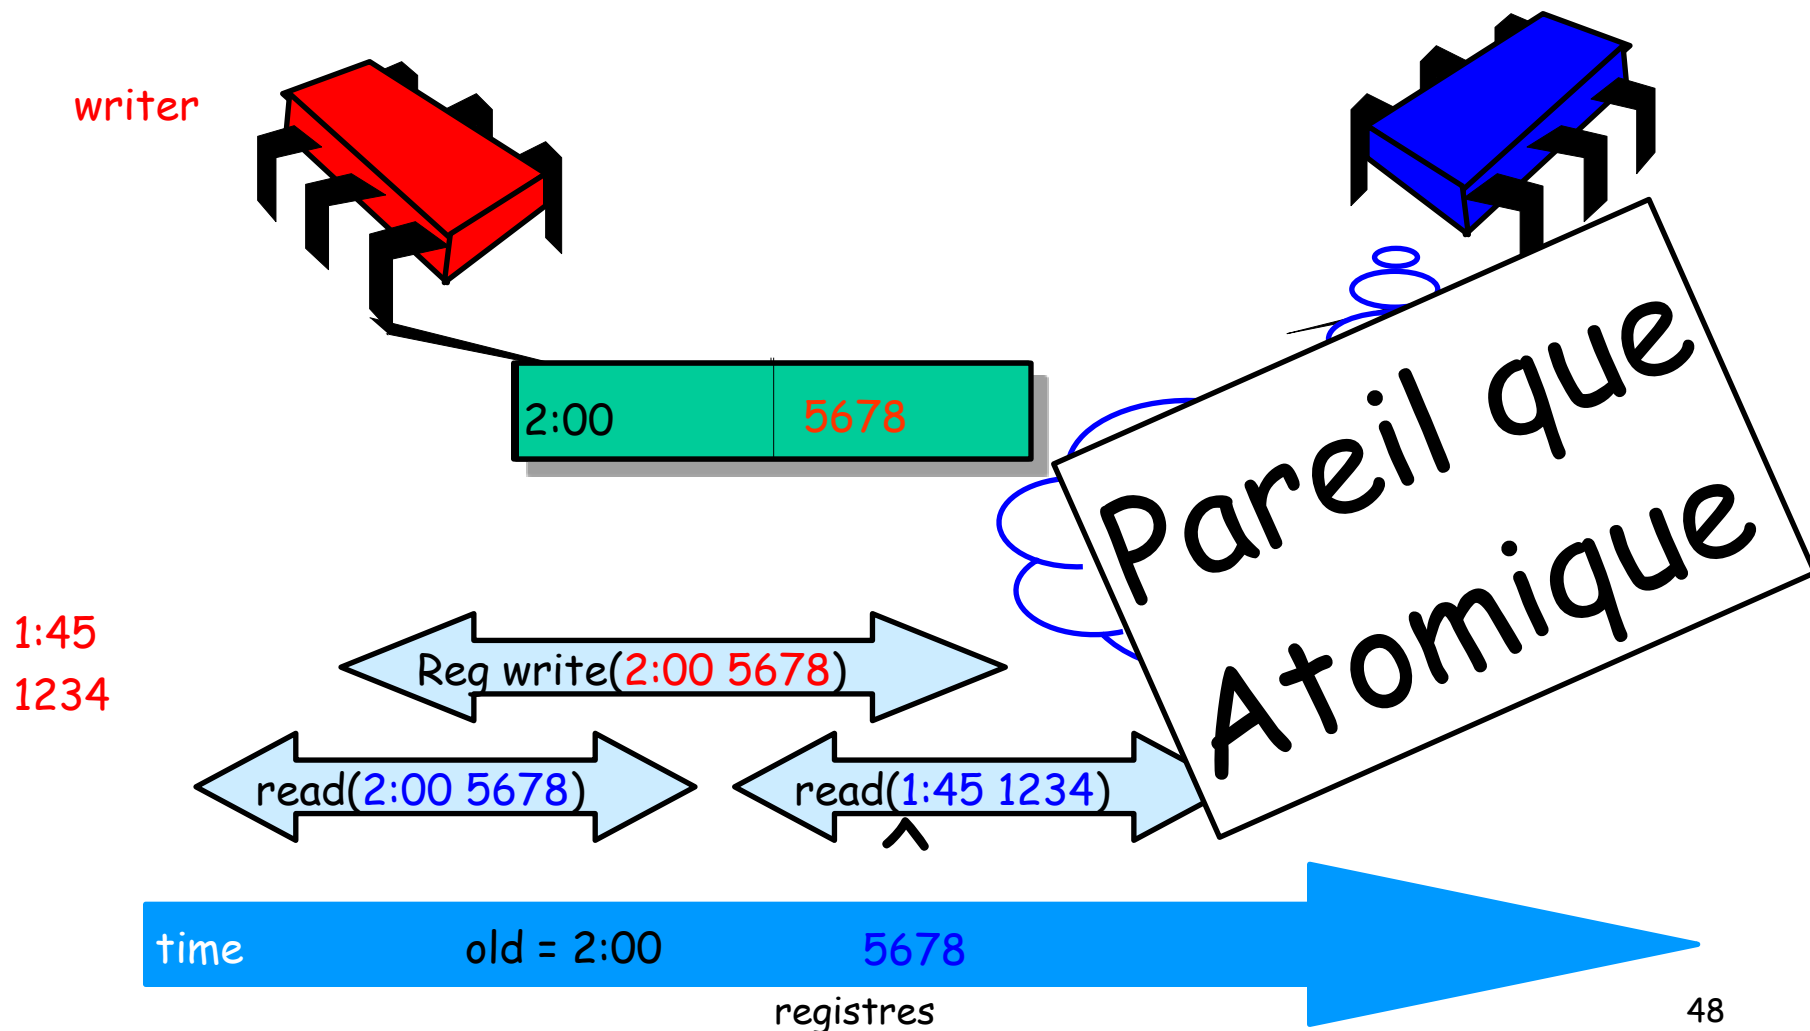 writer
2:00 5678
Pareil que
Atomique
1:45
1234
Reg write(2:00 5678)
read(2:00 5678) read(1:45 1234)
time old = 2:00 5678
registres 48